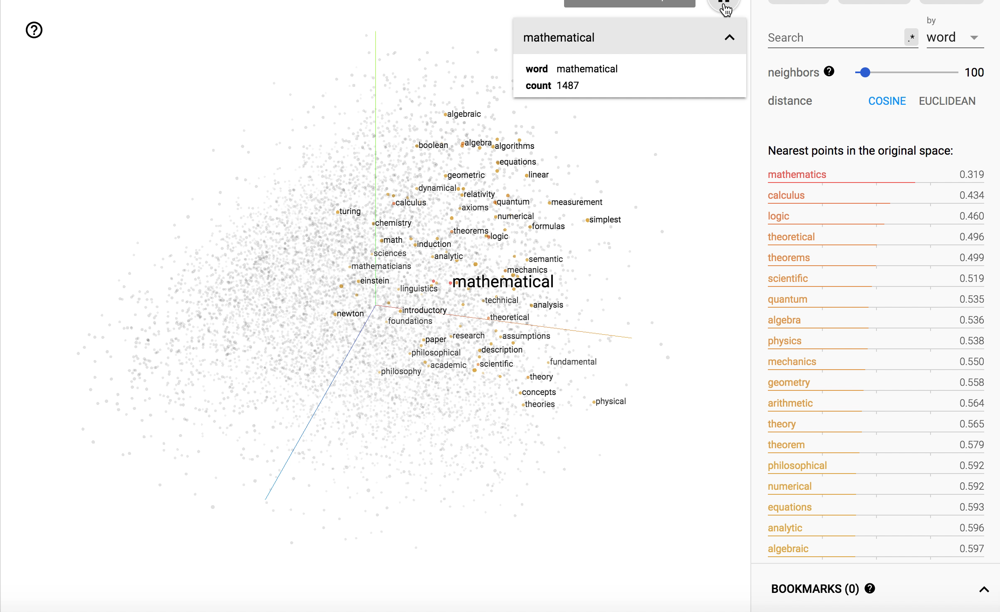 mathematical
word mathematical
count 1487
algebraic
boolean
algebra
algorithms
equations
geometric
linear
dynamical
relativity
calculus
quantum
measurement
axioms
turing
numerical
simplest
chemistry
formulas
theorems
logic
math
induction
sciences
analytic
semantic
mathematicians
mechanics
einstein
mathematical
linguistics
technical
analysis
introductory
newton
theoretical
foundations
research
assumptions
paper
description
philosophical
fundamental
academic
scientific
philosophy
theory
concepts
physical
theories
by
Search .* word
neighbors ? 100
distance COSINE EUCLIDEAN
Nearest points in the original space:
mathematics 0.319
calculus 0.434
logic 0.460
theoretical 0.496
theorems 0.499
scientific 0.519
quantum 0.535
algebra 0.536
physics 0.538
mechanics 0.550
geometry 0.558
arithmetic 0.564
theory 0.565
theorem 0.579
philosophical 0.592
numerical 0.592
equations 0.593
analytic 0.596
algebraic 0.597
BOOKMARKS (0) ?